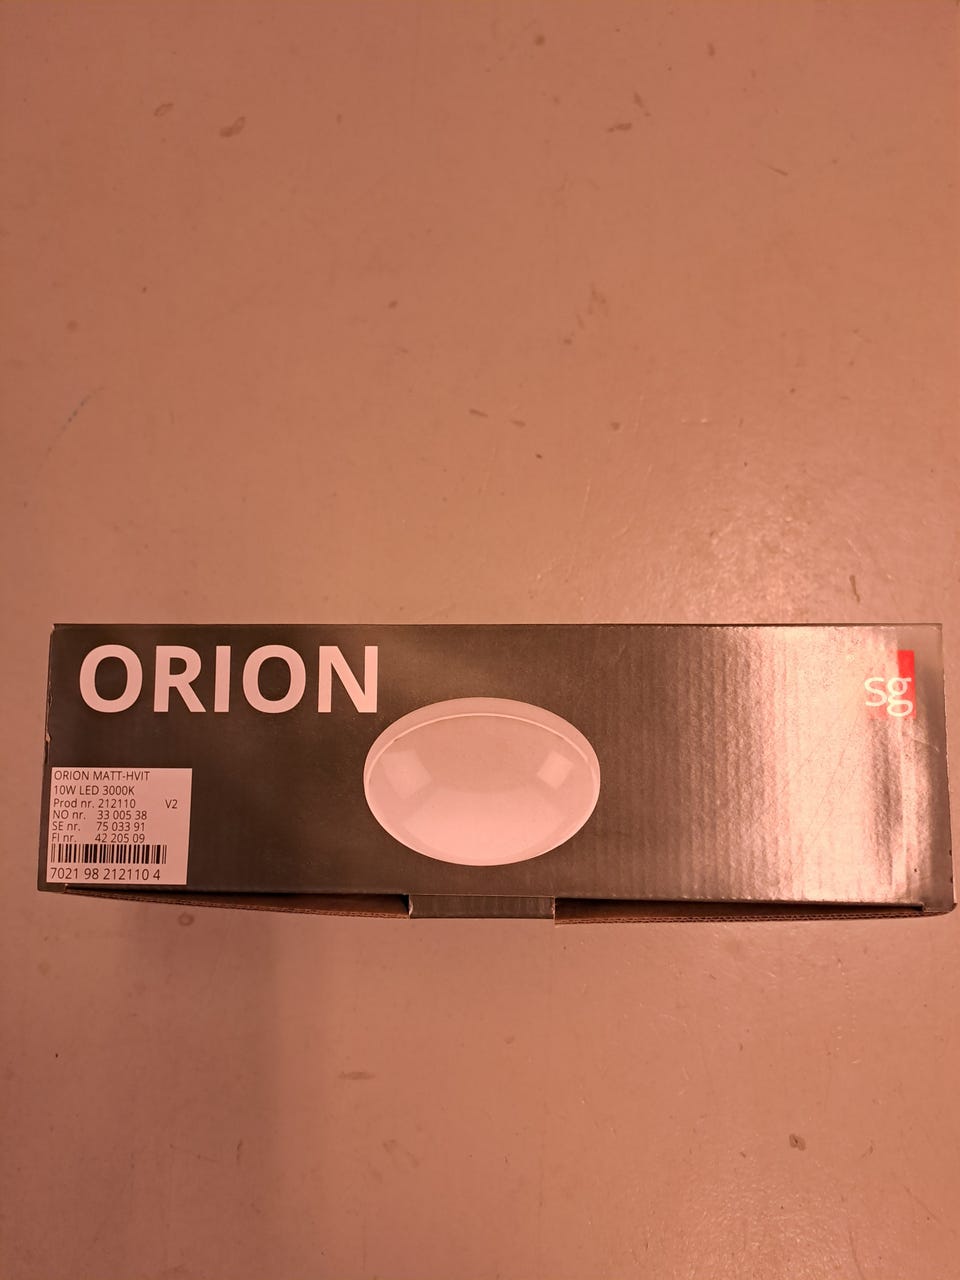 ORION
sg
ORION MATT-HVIT
10W LED 3000K
Prod nr. 212110 V2
NO nr. 33 005 38
SE nr. 75 033 91
FI nr. 42 205 09
7021 98 212110 4